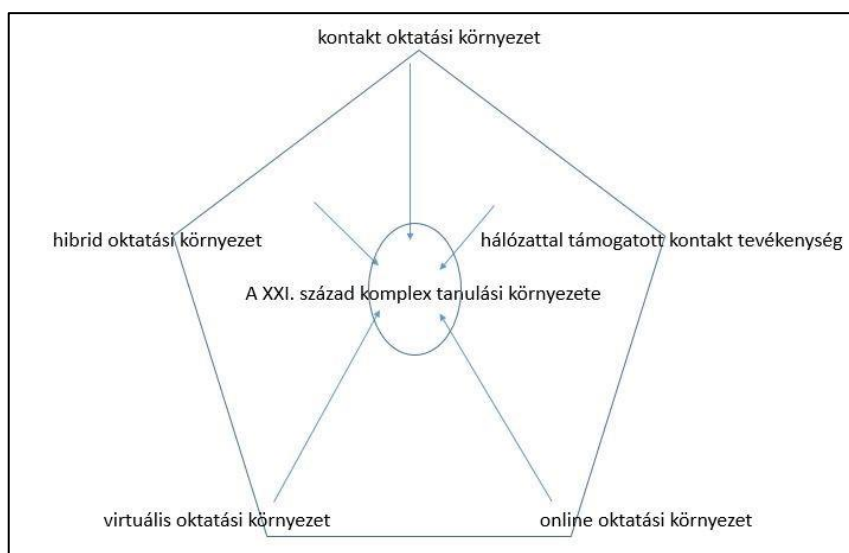 kontakt oktatási környezet
hibrid oktatási környezet
hálózattal támogatott kontakt tevékenység
A XXI. század komplex tanulási környezete
virtuális oktatási környezet
online oktatási környezet